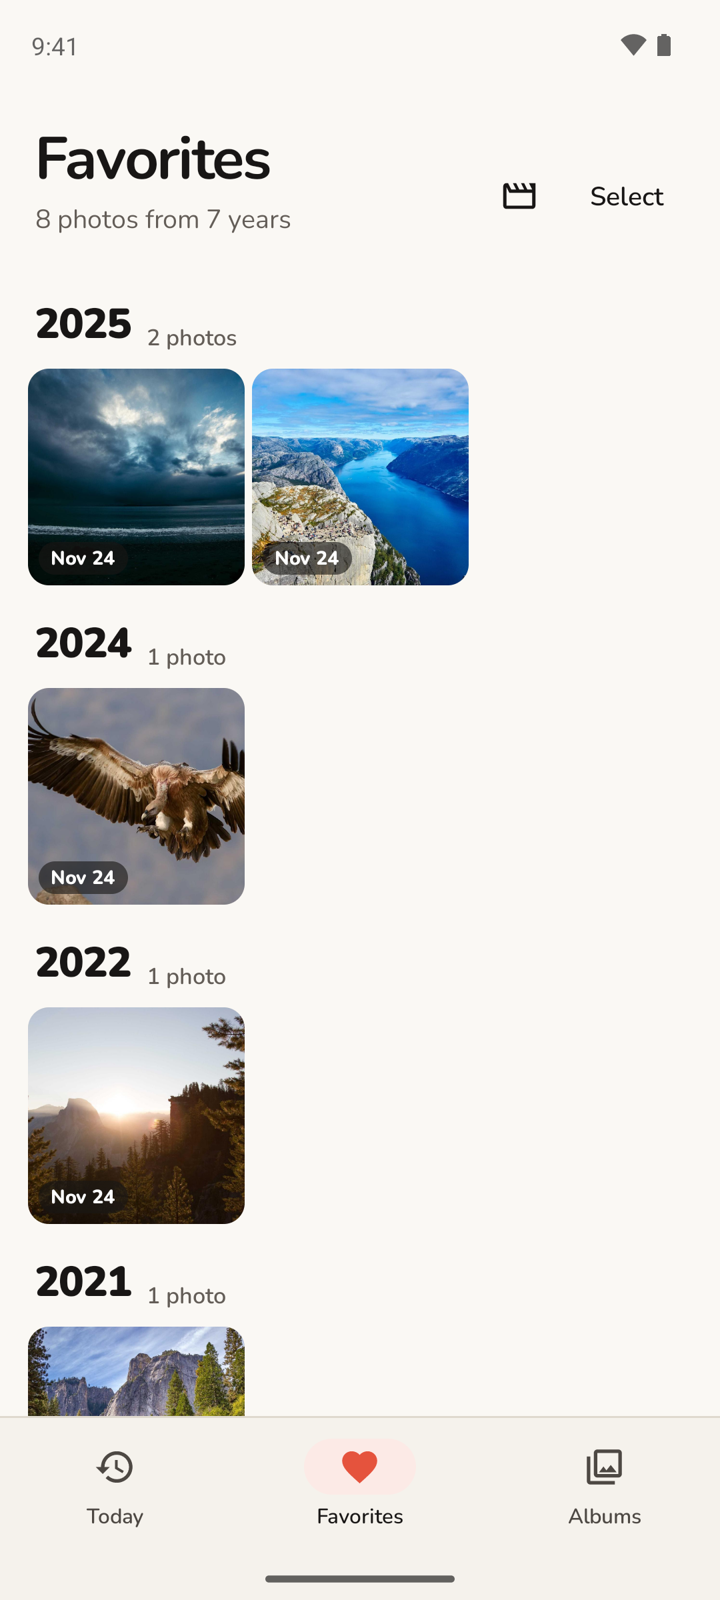 9:41
Favorites
8 photos from 7 years
Select
2025 2 photos
Nov 24
Nov 24
2024 1 photo
Nov 24
2022 1 photo
Nov 24
2021 1 photo
Today
Favorites
Albums